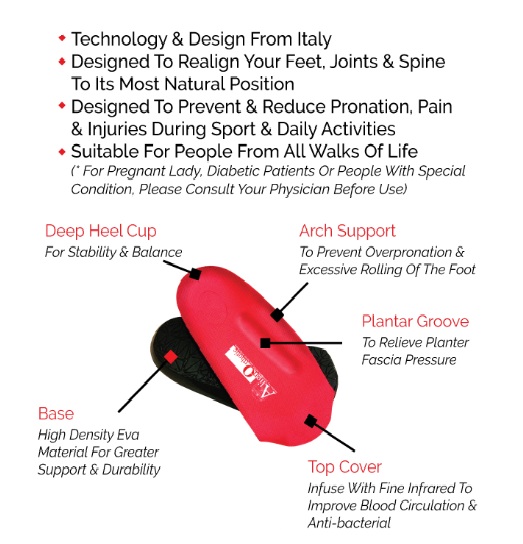 Technology & Design From Italy
Designed To Realign Your Feet, Joints & Spine
To Its Most Natural Position
Designed To Prevent & Reduce Pronation, Pain
& Injuries During Sport & Daily Activities
Suitable For People From All Walks Of Life
(* For Pregnant Lady, Diabetic Patients Or People With Special
Condition, Please Consult Your Physician Before Use)
Deep Heel Cup
For Stability & Balance
Arch Support
To Prevent Overpronation &
Excessive Rolling Of The Foot
Plantar Groove
To Relieve Planter
Fascia Pressure
Base
High Density Eva
Material For Greater
Support & Durability
Top Cover
Infuse With Fine Infrared To
Improve Blood Circulation &
Anti-bacterial